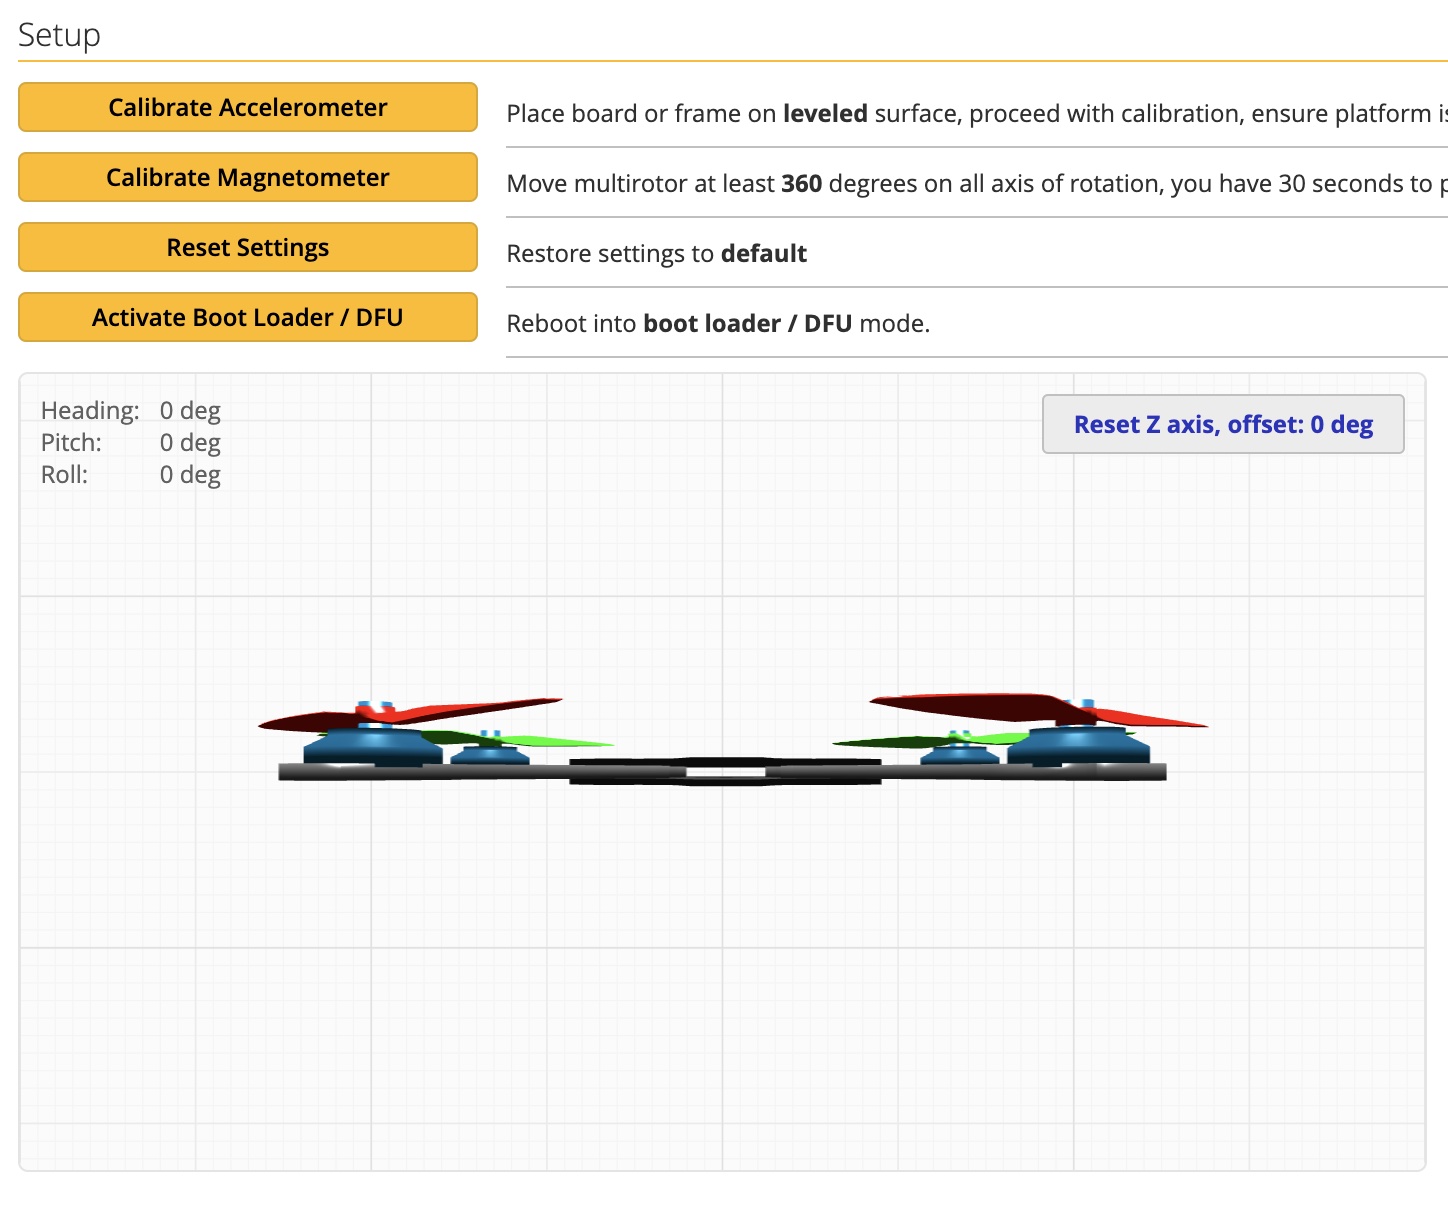 Setup
Calibrate Accelerometer
Place board or frame on leveled surface, proceed with calibration, ensure platform is
Calibrate Magnetometer
Move multirotor at least 360 degrees on all axis of rotation, you have 30 seconds to p
Reset Settings
Restore settings to default
Activate Boot Loader / DFU
Reboot into boot loader / DFU mode.
Heading: 0 deg
Pitch: 0 deg
Roll: 0 deg
Reset Z axis, offset: 0 deg